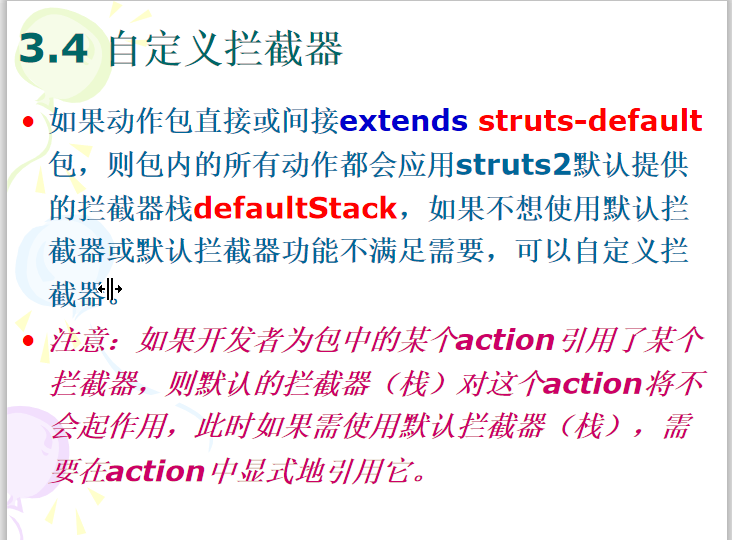 3.4 自定义拦截器
如果动作包直接或间接extends struts-default
包，则包内的所有动作都会应用struts2默认提供
的拦截器栈defaultStack，如果不想使用默认拦
截器或默认拦截器功能不满足需要，可以自定义拦
截器。
注意：如果开发者为包中的某个action引用了某个
拦截器，则默认的拦截器（栈）对这个action将不
会起作用，此时如果需使用默认拦截器（栈），需
要在action中显式地引用它。